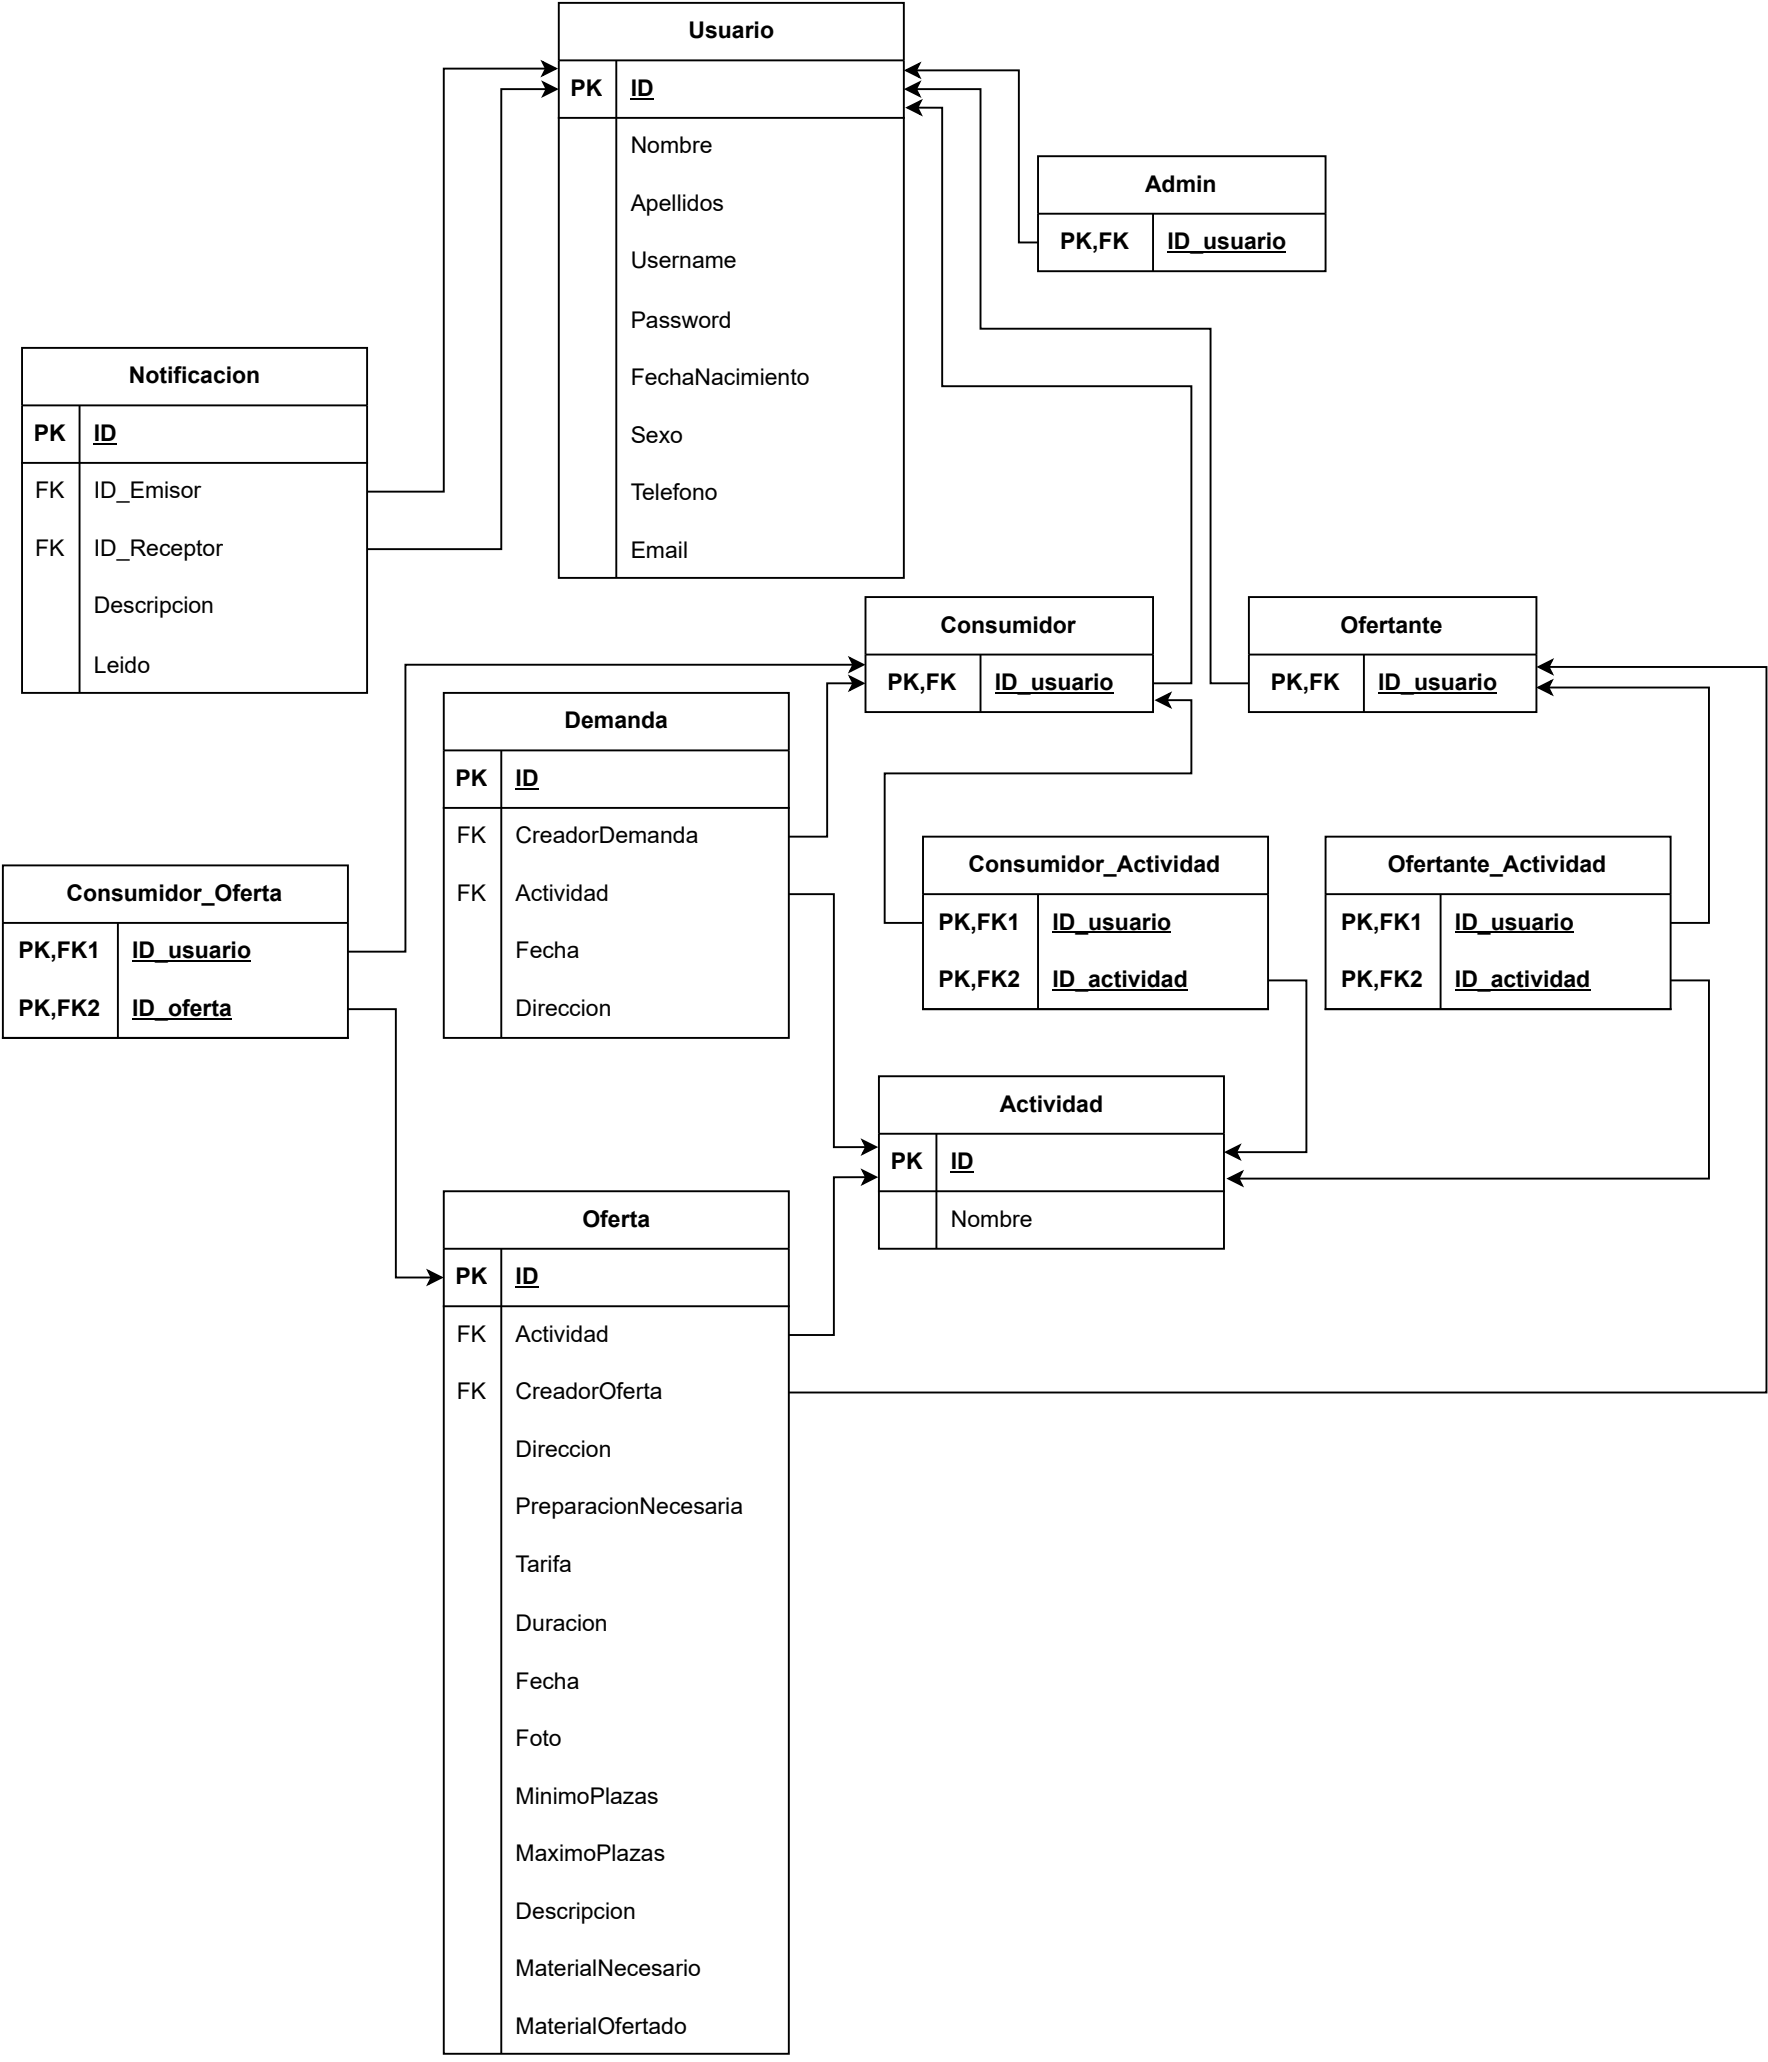 Usuario
PK ID
Nombre
Apellidos
Username
Password
FechaNacimiento
Sexo
Telefono
Email
Admin
PK,FK ID_usuario
Notificacion
PK ID
FK ID_Emisor
FK ID_Receptor
Descripcion
Leido
Consumidor
PK,FK ID_usuario
Ofertante
PK,FK ID_usuario
Demanda
PK ID
FK CreadorDemanda
FK Actividad
Fecha
Direccion
Consumidor_Oferta
PK,FK1 ID_usuario
PK,FK2 ID_oferta
Consumidor_Actividad
PK,FK1 ID_usuario
PK,FK2 ID_actividad
Ofertante_Actividad
PK,FK1 ID_usuario
PK,FK2 ID_actividad
Actividad
PK ID
Nombre
Oferta
PK ID
FK Actividad
FK CreadorOferta
Direccion
PreparacionNecesaria
Tarifa
Duracion
Fecha
Foto
MinimoPlazas
MaximoPlazas
Descripcion
MaterialNecesario
MaterialOfertado